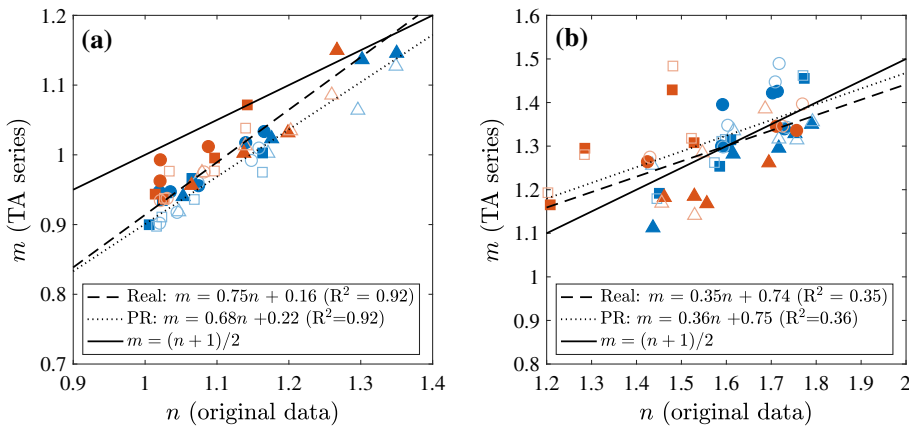 (a)
1.2
1.1
1
0.9
0.8
0.7
m (TA series)
Real: m = 0.75n + 0.16 (R² = 0.92)
PR: m = 0.68n +0.22 (R²=0.92)
m = (n + 1)/2
0.9 1 1.1 1.2 1.3 1.4
n (original data)
(b)
1.6
1.5
1.4
1.3
1.2
1.1
1
0.9
0.8
m (TA series)
Real: m = 0.35n + 0.74 (R² = 0.35)
PR: m = 0.36n +0.75 (R²=0.36)
m = (n + 1)/2
1.2 1.3 1.4 1.5 1.6 1.7 1.8 1.9 2
n (original data)